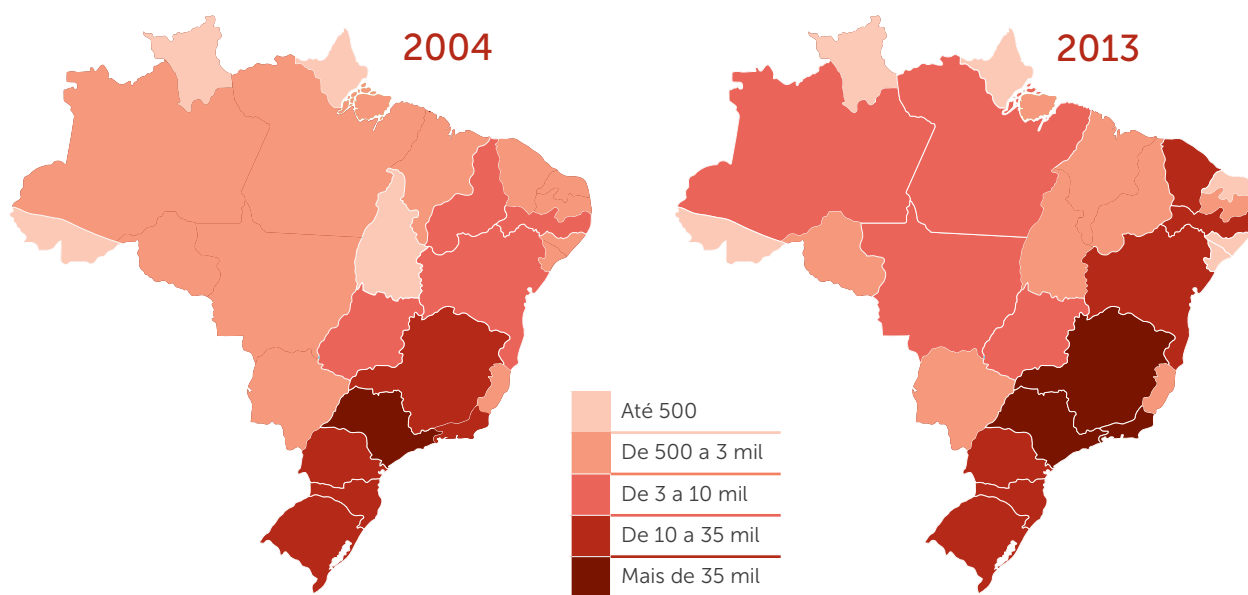 2004
2013
Até 500
De 500 a 3 mil
De 3 a 10 mil
De 10 a 35 mil
Mais de 35 mil